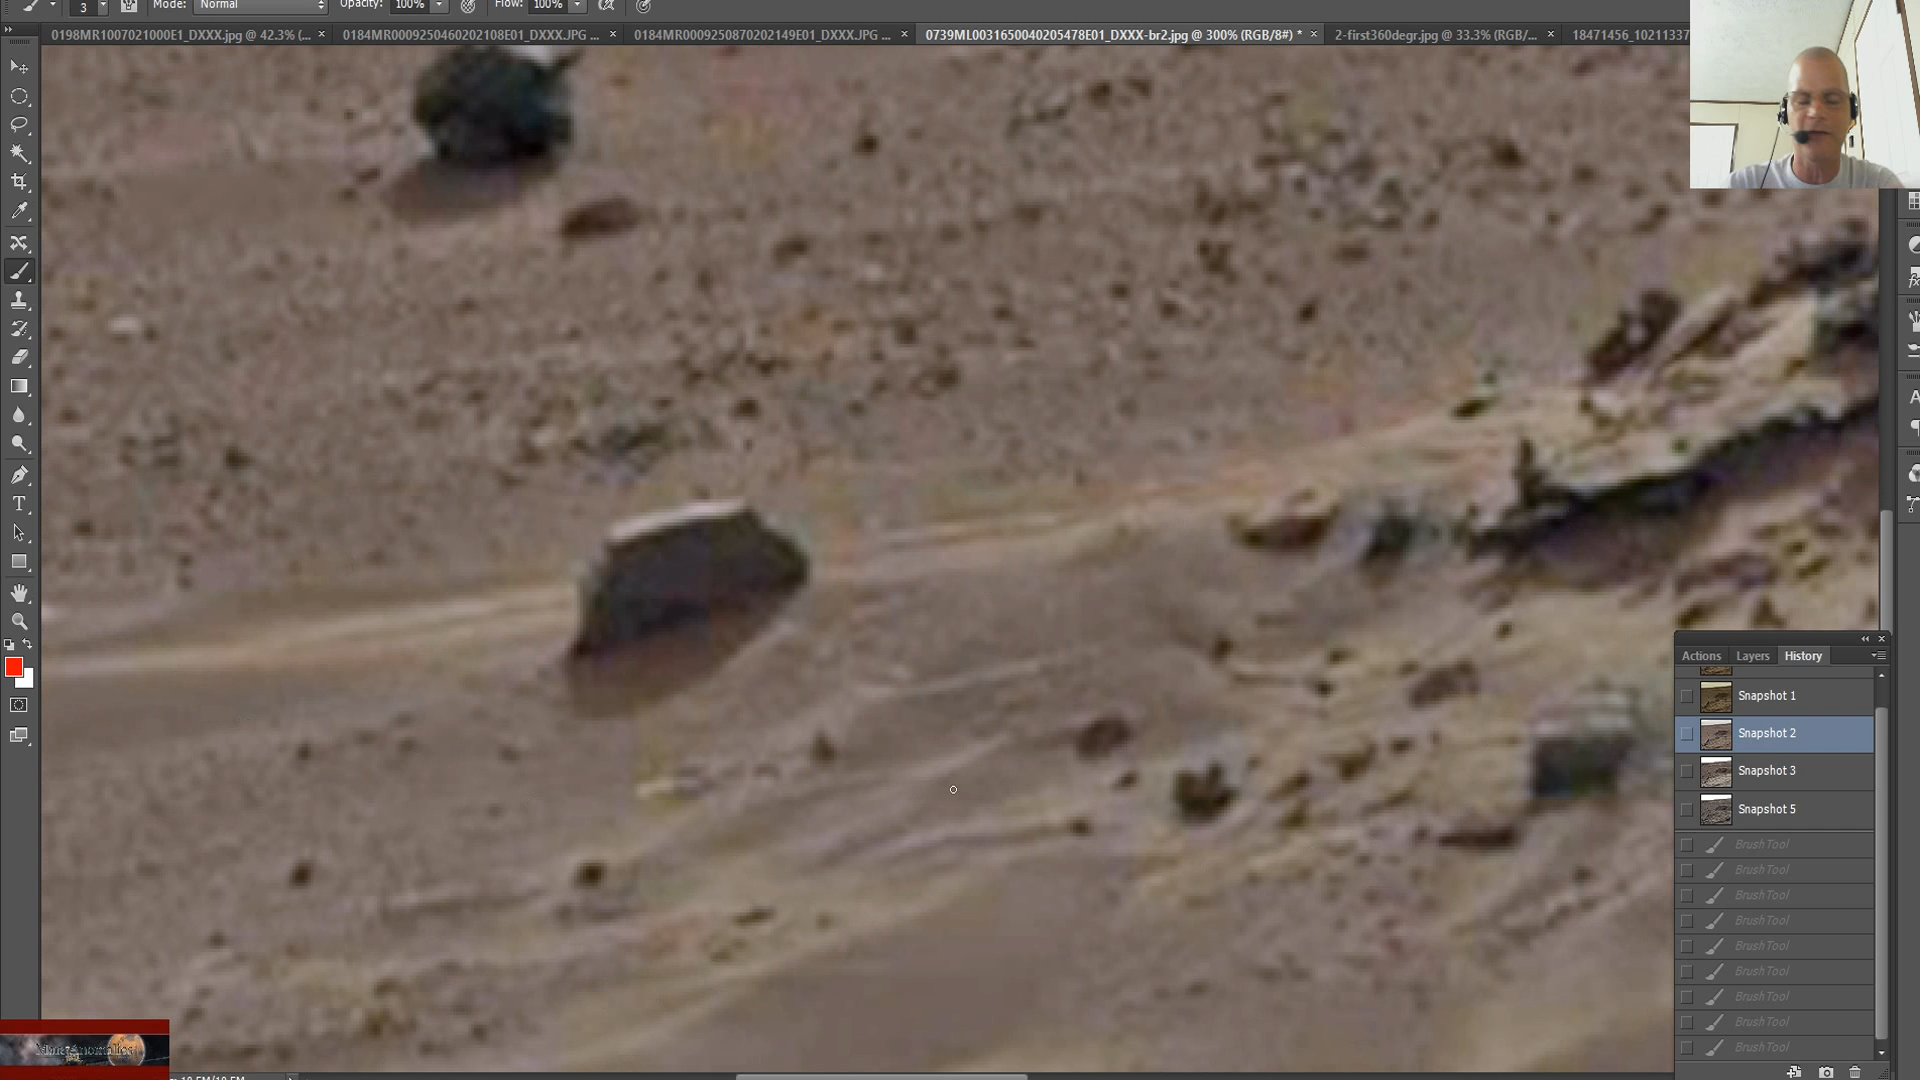 3 Mode: Normal Opacity: 100% Flow: 100%
0198MR1007021000E1_DXXX.jpg @ 42.3% (... × 0184MR0009250460202108E01_DXXX.JPG ... × 0184MR0009250870202149E01_DXXX.JPG ... × 0739ML0031650040205478E01_DXXX-br2.jpg @ 300% (RGB/8#) * × 2-first360degr.jpg @ 33.3% (RGB/... × 18471456_10211337
Actions Layers History
Snapshot 1
Snapshot 2
Snapshot 3
Snapshot 5
Brush Tool
Brush Tool
Brush Tool
Brush Tool
Brush Tool
Brush Tool
Brush Tool
Brush Tool
Brush Tool